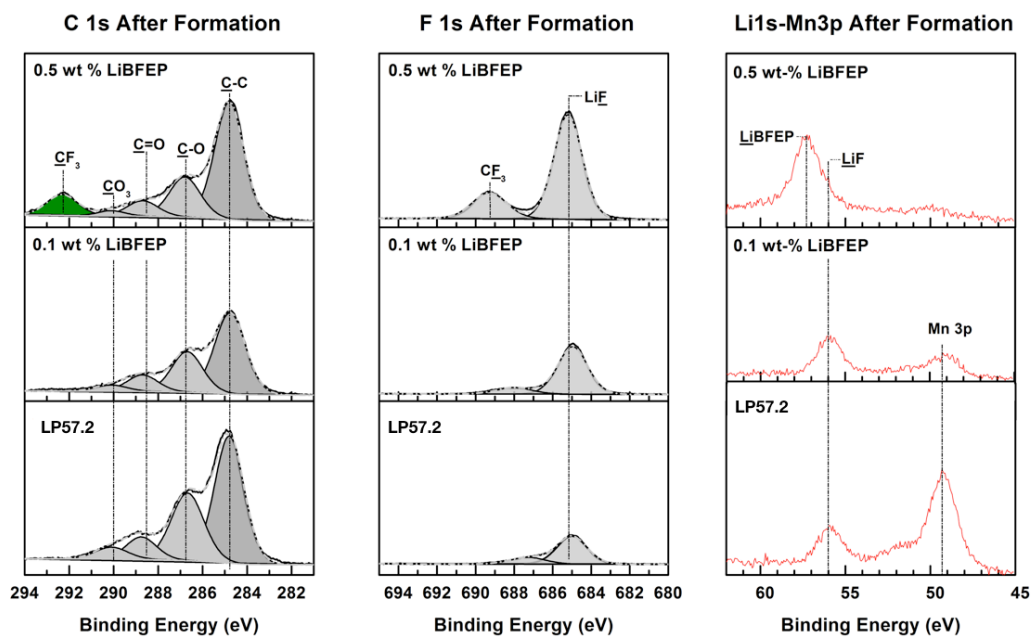 C 1s After Formation
0.5 wt % LiBFEP
C-C
CF3
CO3
C=O
C-O
0.1 wt % LiBFEP
LP57.2
294 292 290 288 286 284 282
Binding Energy (eV)
F 1s After Formation
0.5 wt % LiBFEP
LiF
CF3
0.1 wt % LiBFEP
LP57.2
694 692 690 688 686 684 682 680
Binding Energy (eV)
Li1s-Mn3p After Formation
0.5 wt-% LiBFEP
LiBFEP
LiF
0.1 wt-% LiBFEP
Mn 3p
LP57.2
60 55 50 45
Binding Energy (eV)